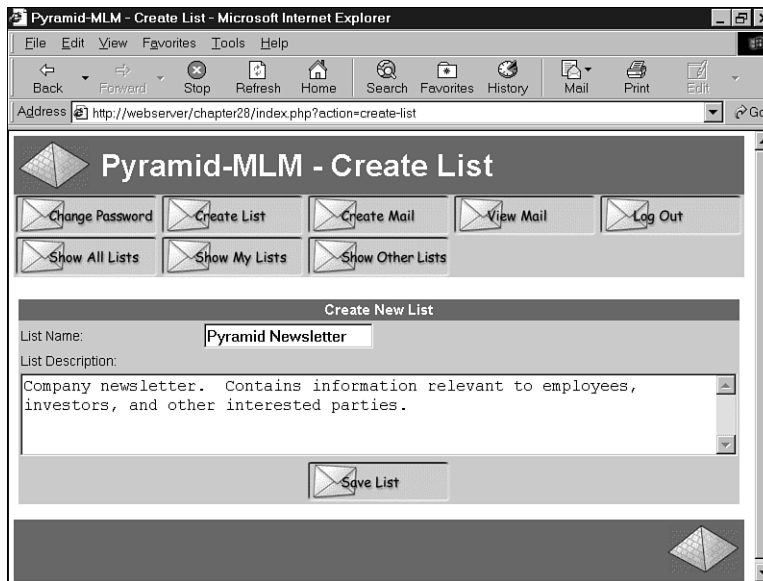 Pyramid-MLM - Create List - Microsoft Internet Explorer
File Edit View Favorites Tools Help
Back Forward Stop Refresh Home Search Favorites History Mail Print Edit
Address http://webserver/chapter28/index.php?action=create-list Go
Pyramid-MLM - Create List
Change Password Create List Create Mail View Mail Log Out
Show All Lists Show My Lists Show Other Lists
Create New List
List Name: Pyramid Newsletter
List Description:
Company newsletter. Contains information relevant to employees,
investors, and other interested parties.
Save List